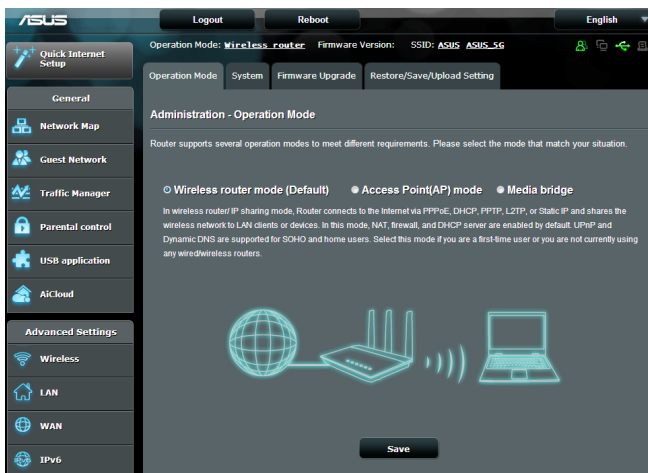 ASUS
Logout
Reboot
English
Quick Internet
Setup
Operation Mode: Wireless router Firmware Version: SSID: ASUS ASUS_5G
Operation Mode
System
Firmware Upgrade
Restore/Save/Upload Setting
General
Network Map
Guest Network
Traffic Manager
Parental control
USB application
AiCloud
Advanced Settings
Wireless
LAN
WAN
IPv6
Administration - Operation Mode
Router supports several operation modes to meet different requirements. Please select the mode that match your situation.
Wireless router mode (Default) Access Point(AP) mode Media bridge
In wireless router/ IP sharing mode, Router connects to the Internet via PPPoE, DHCP, PPTP, L2TP, or Static IP and shares the
wireless network to LAN clients or devices. In this mode, NAT, firewall, and DHCP server are enabled by default. UPnP and
Dynamic DNS are supported for SOHO and home users. Select this mode if you are a first-time user or you are not currently using
any wired/wireless routers.
Save